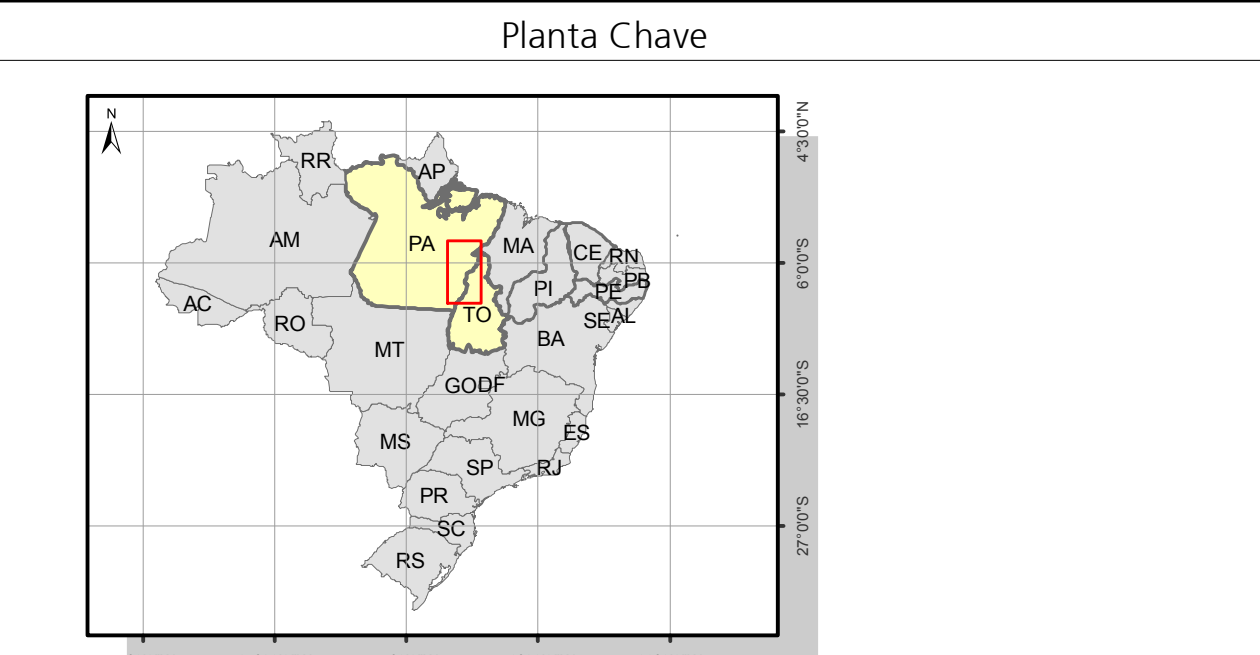 Planta Chave
N
4°30'0"N
RR
AP
AM
PA
MA
CE
RN
6°0'0"S
PB
PI
PE
AC
TO
AL
SE
RO
BA
MT
GO
DF
16°30'0"S
MG
ES
MS
SP
RJ
PR
27°0'0"S
SC
RS